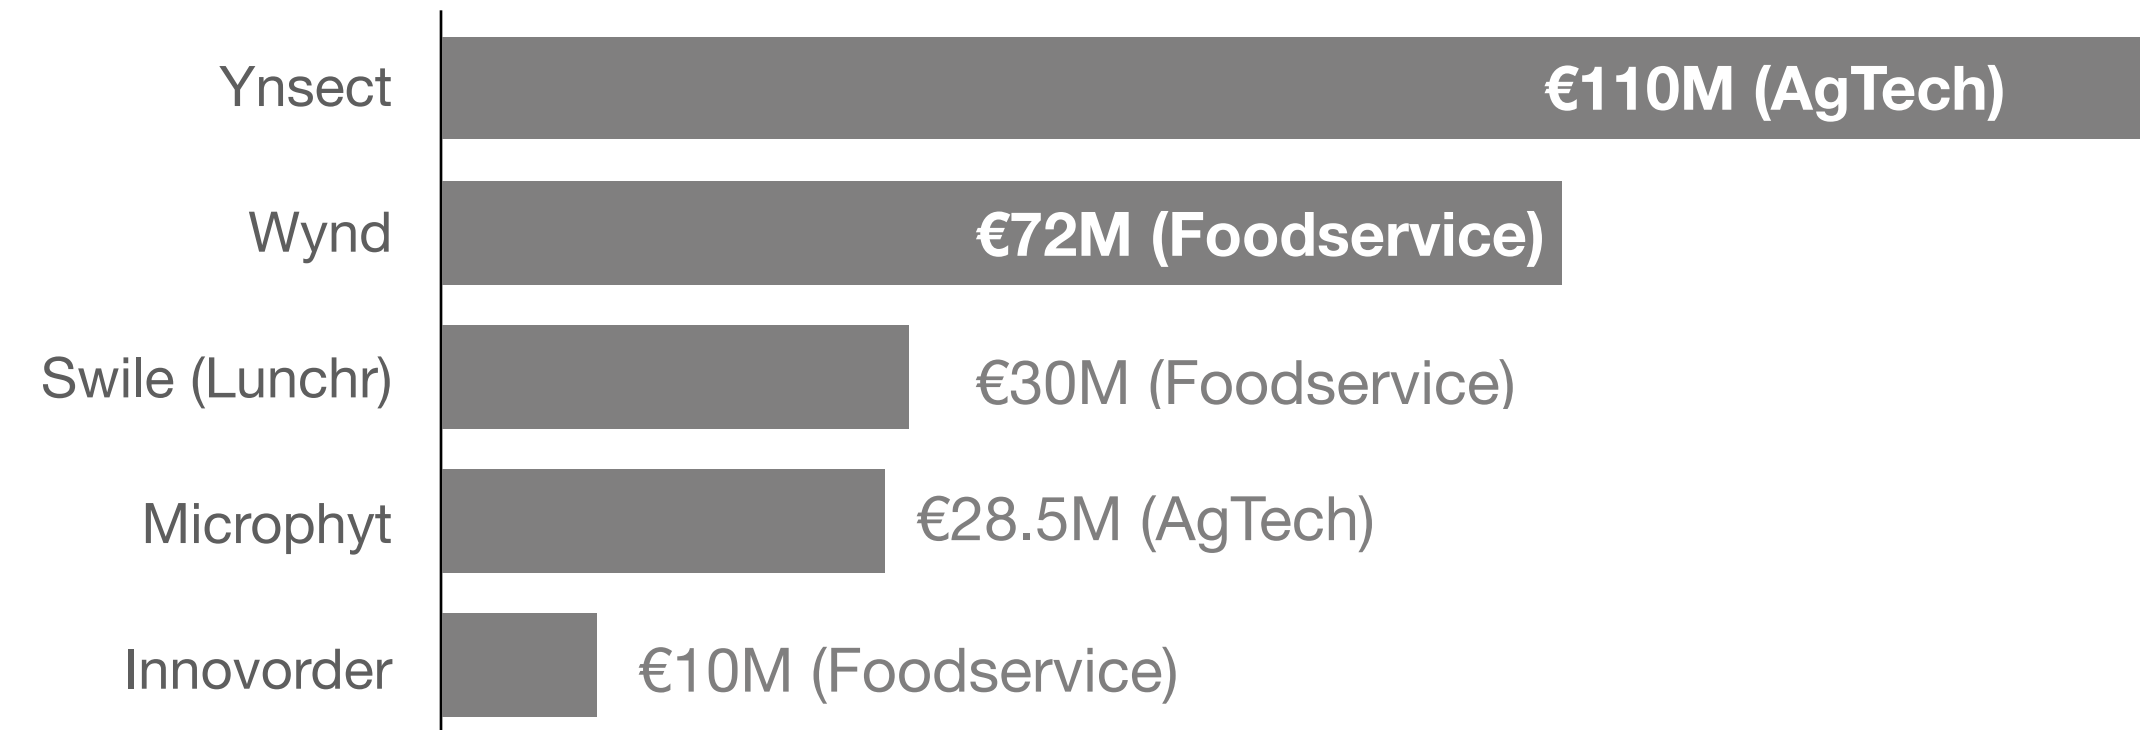 Ynsect €110M (AgTech)
Wynd €72M (Foodservice)
Swile (Lunchr) €30M (Foodservice)
Microphyt €28.5M (AgTech)
Innovorder €10M (Foodservice)